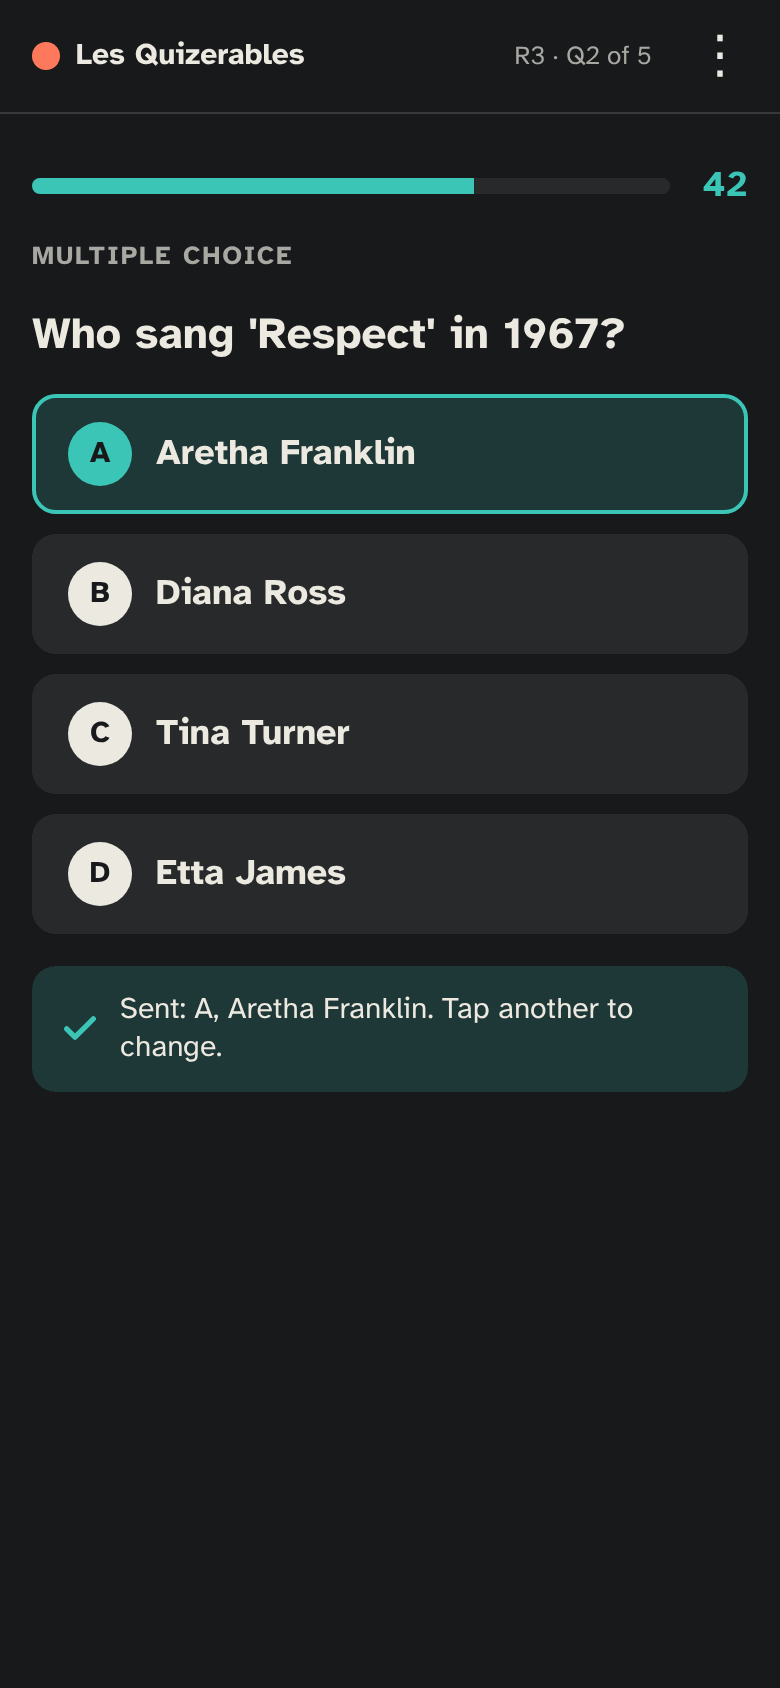 Les Quizerables
R3 · Q2 of 5
42
MULTIPLE CHOICE
Who sang 'Respect' in 1967?
A Aretha Franklin
B Diana Ross
C Tina Turner
D Etta James
Sent: A, Aretha Franklin. Tap another to
change.